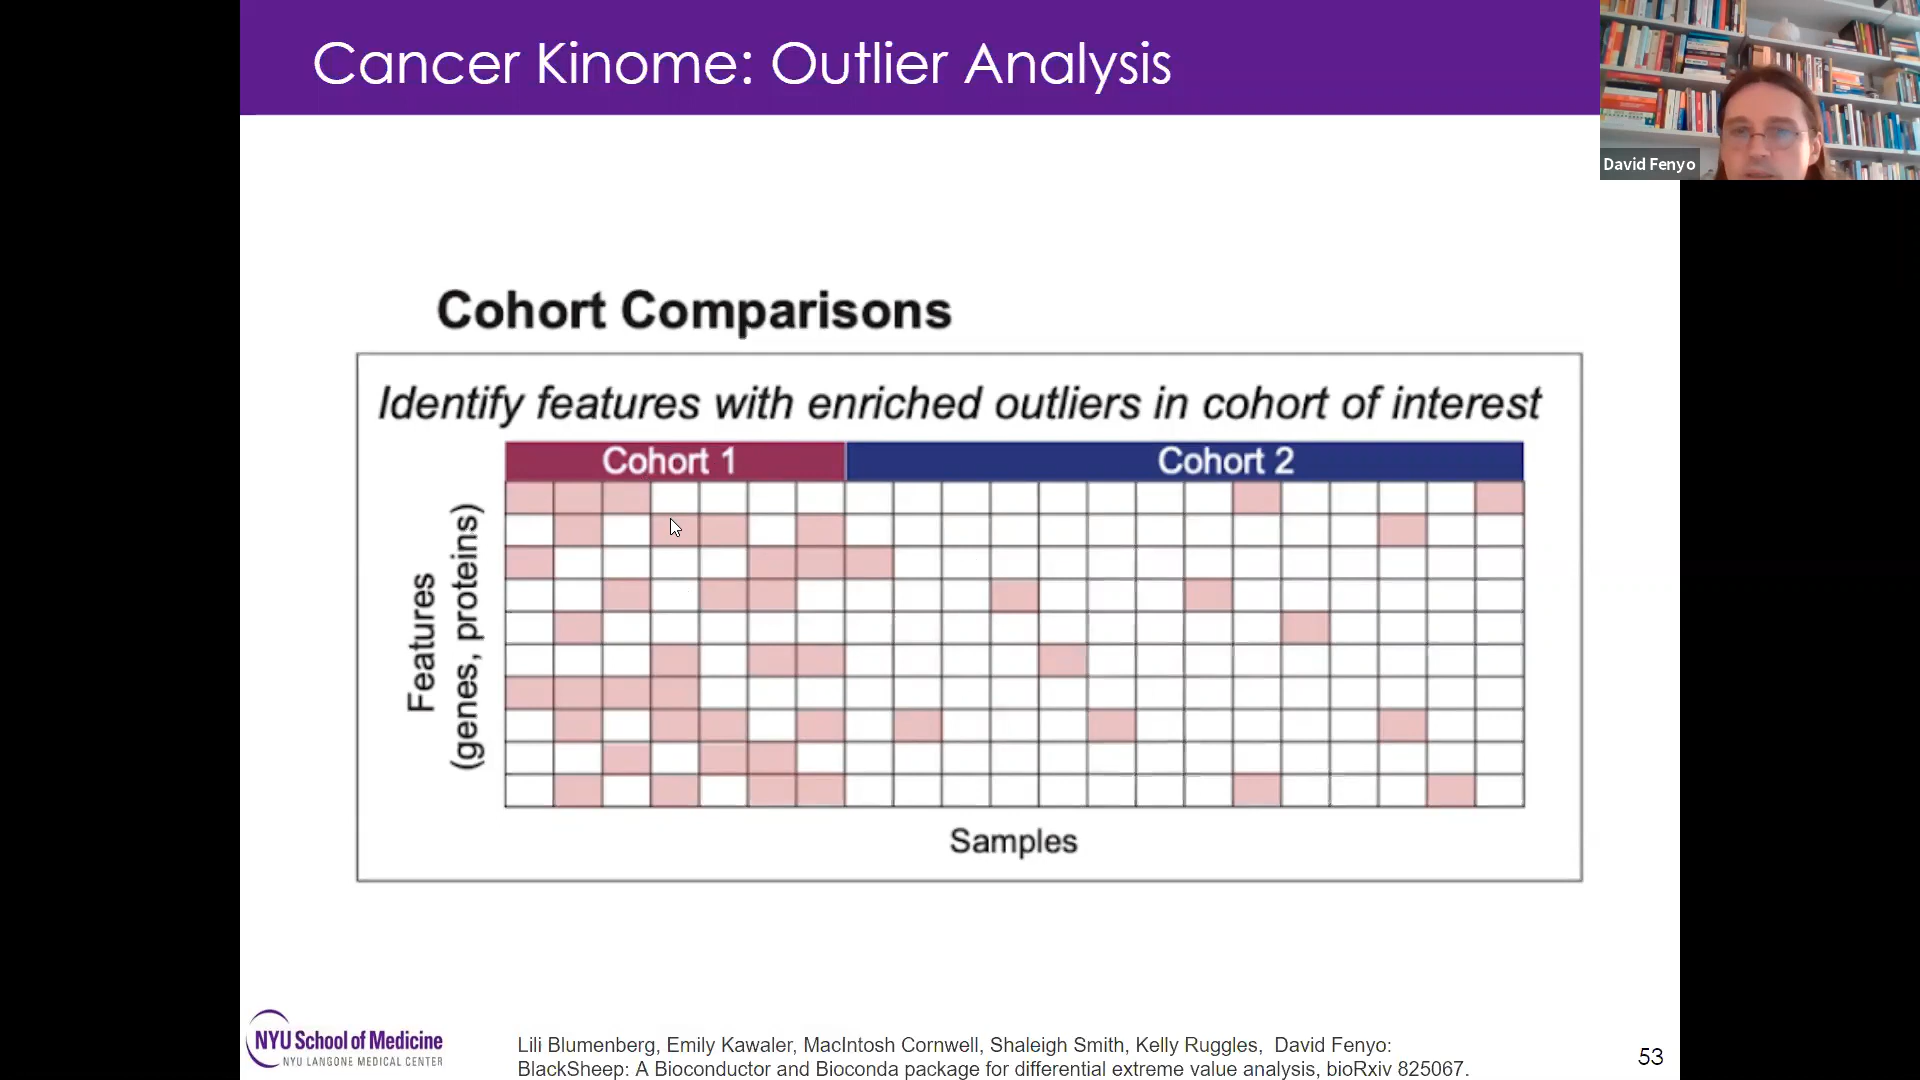 Cancer Kinome: Outlier Analysis
David Fenyo
Cohort Comparisons
Identify features with enriched outliers in cohort of interest
Cohort 1
Cohort 2
Features
(genes, proteins)
Samples
NYU School of Medicine
NYU LANGONE MEDICAL CENTER
Lili Blumenberg, Emily Kawaler, MacIntosh Cornwell, Shaleigh Smith, Kelly Ruggles, David Fenyo:
BlackSheep: A Bioconductor and Bioconda package for differential extreme value analysis, bioRxiv 825067.
53